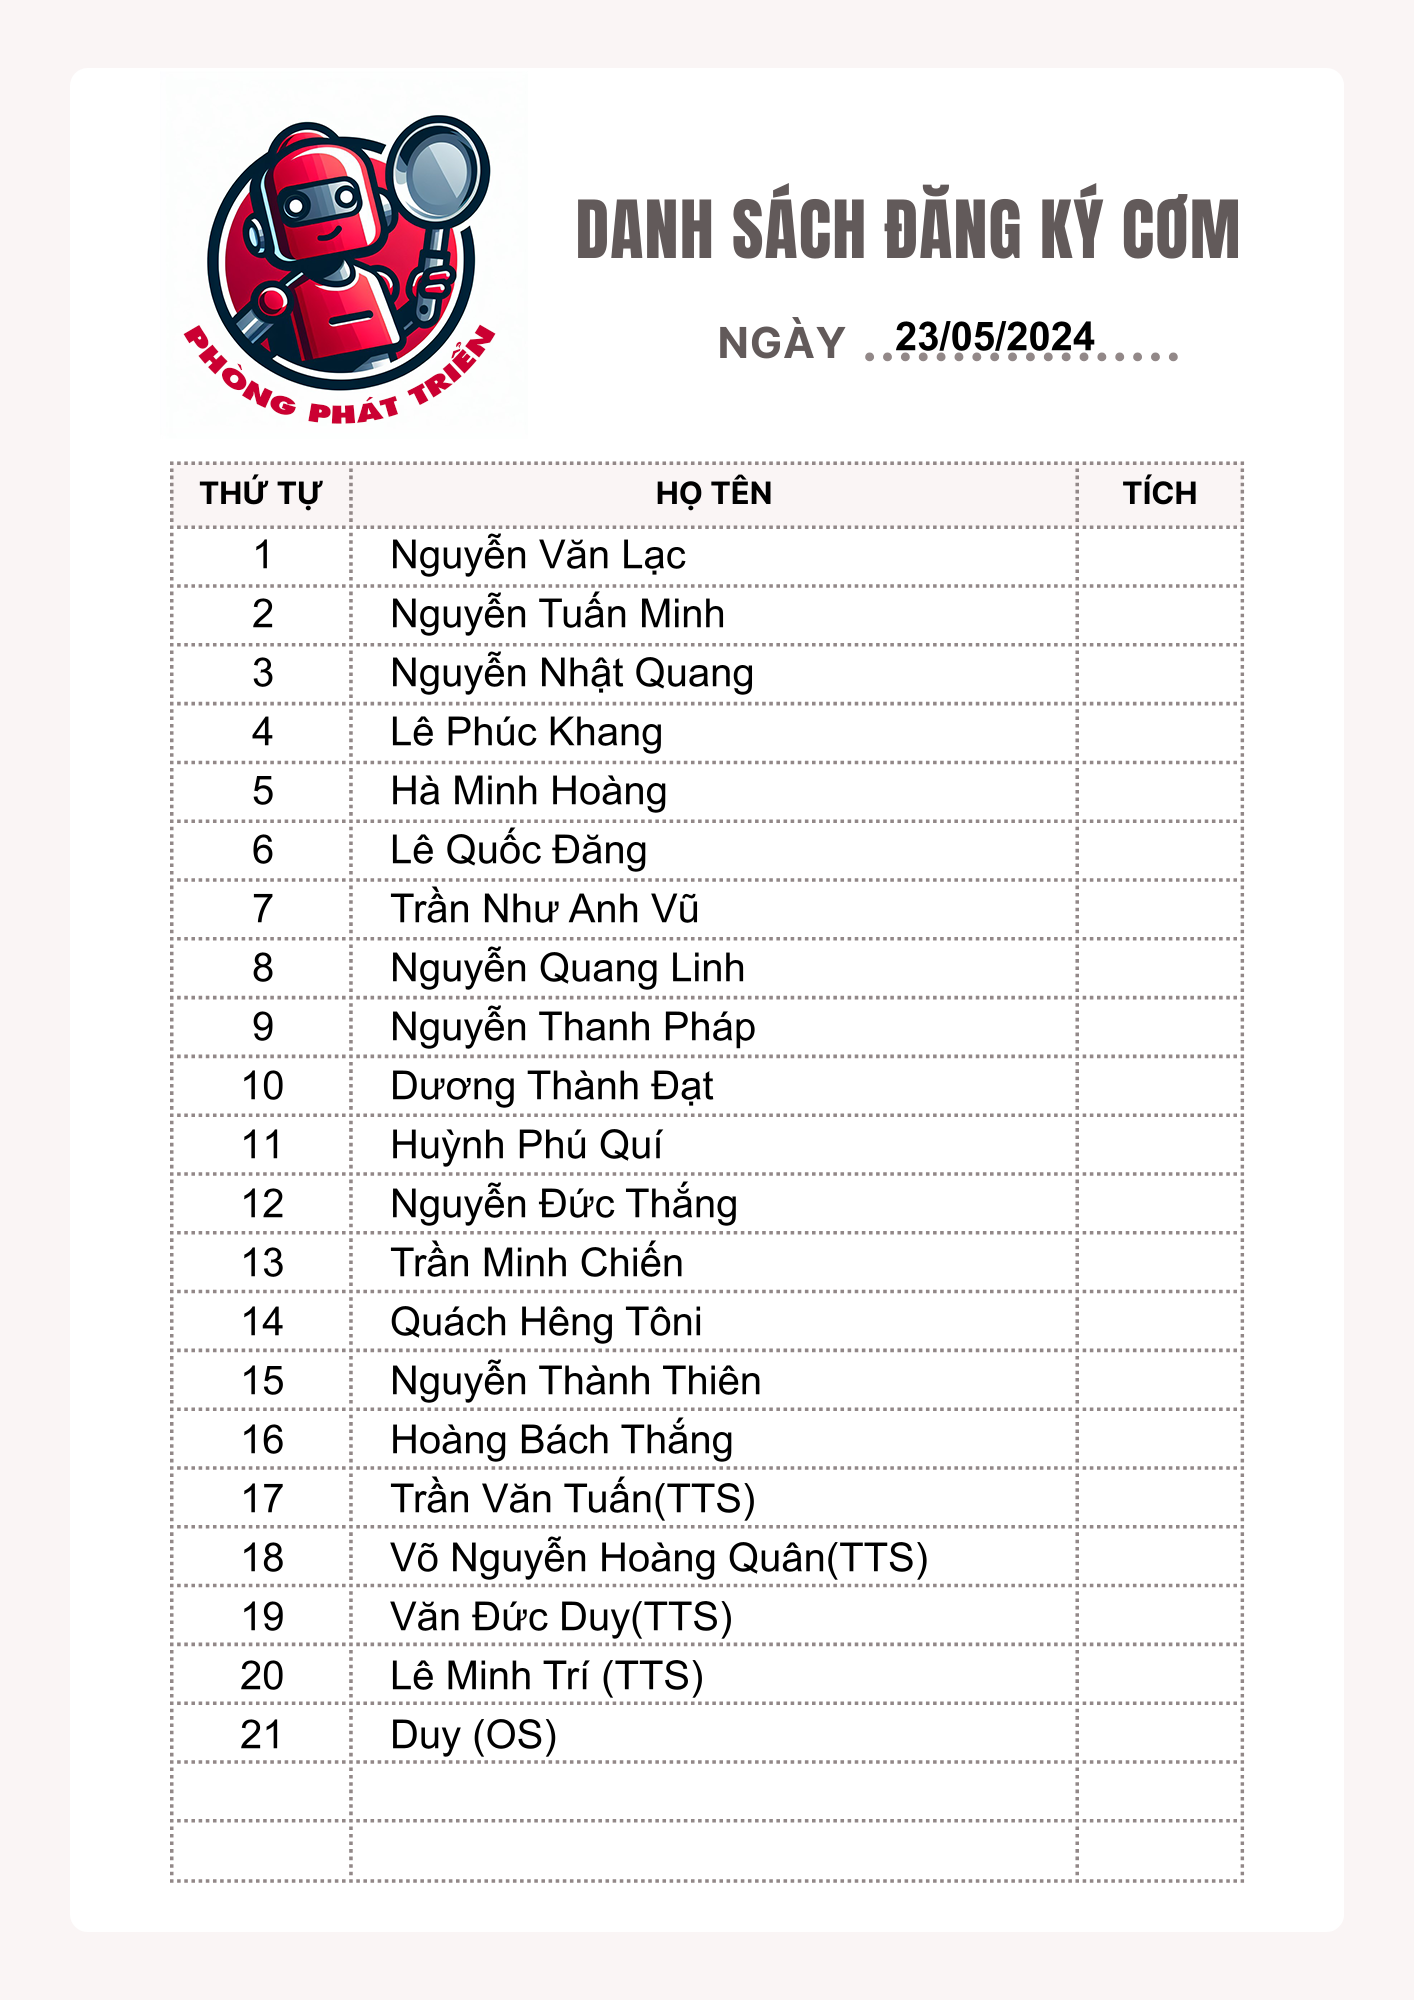 DANH SÁCH ĐĂNG KÝ CƠM
NGÀY 23/05/2024
PHÒNG PHÁT TRIỂN
THỨ TỰ HỌ TÊN TÍCH
1 Nguyễn Văn Lạc
2 Nguyễn Tuấn Minh
3 Nguyễn Nhật Quang
4 Lê Phúc Khang
5 Hà Minh Hoàng
6 Lê Quốc Đăng
7 Trần Như Anh Vũ
8 Nguyễn Quang Linh
9 Nguyễn Thanh Pháp
10 Dương Thành Đạt
11 Huỳnh Phú Quí
12 Nguyễn Đức Thắng
13 Trần Minh Chiến
14 Quách Hêng Tôni
15 Nguyễn Thành Thiên
16 Hoàng Bách Thắng
17 Trần Văn Tuấn(TTS)
18 Võ Nguyễn Hoàng Quân(TTS)
19 Văn Đức Duy(TTS)
20 Lê Minh Trí (TTS)
21 Duy (OS)